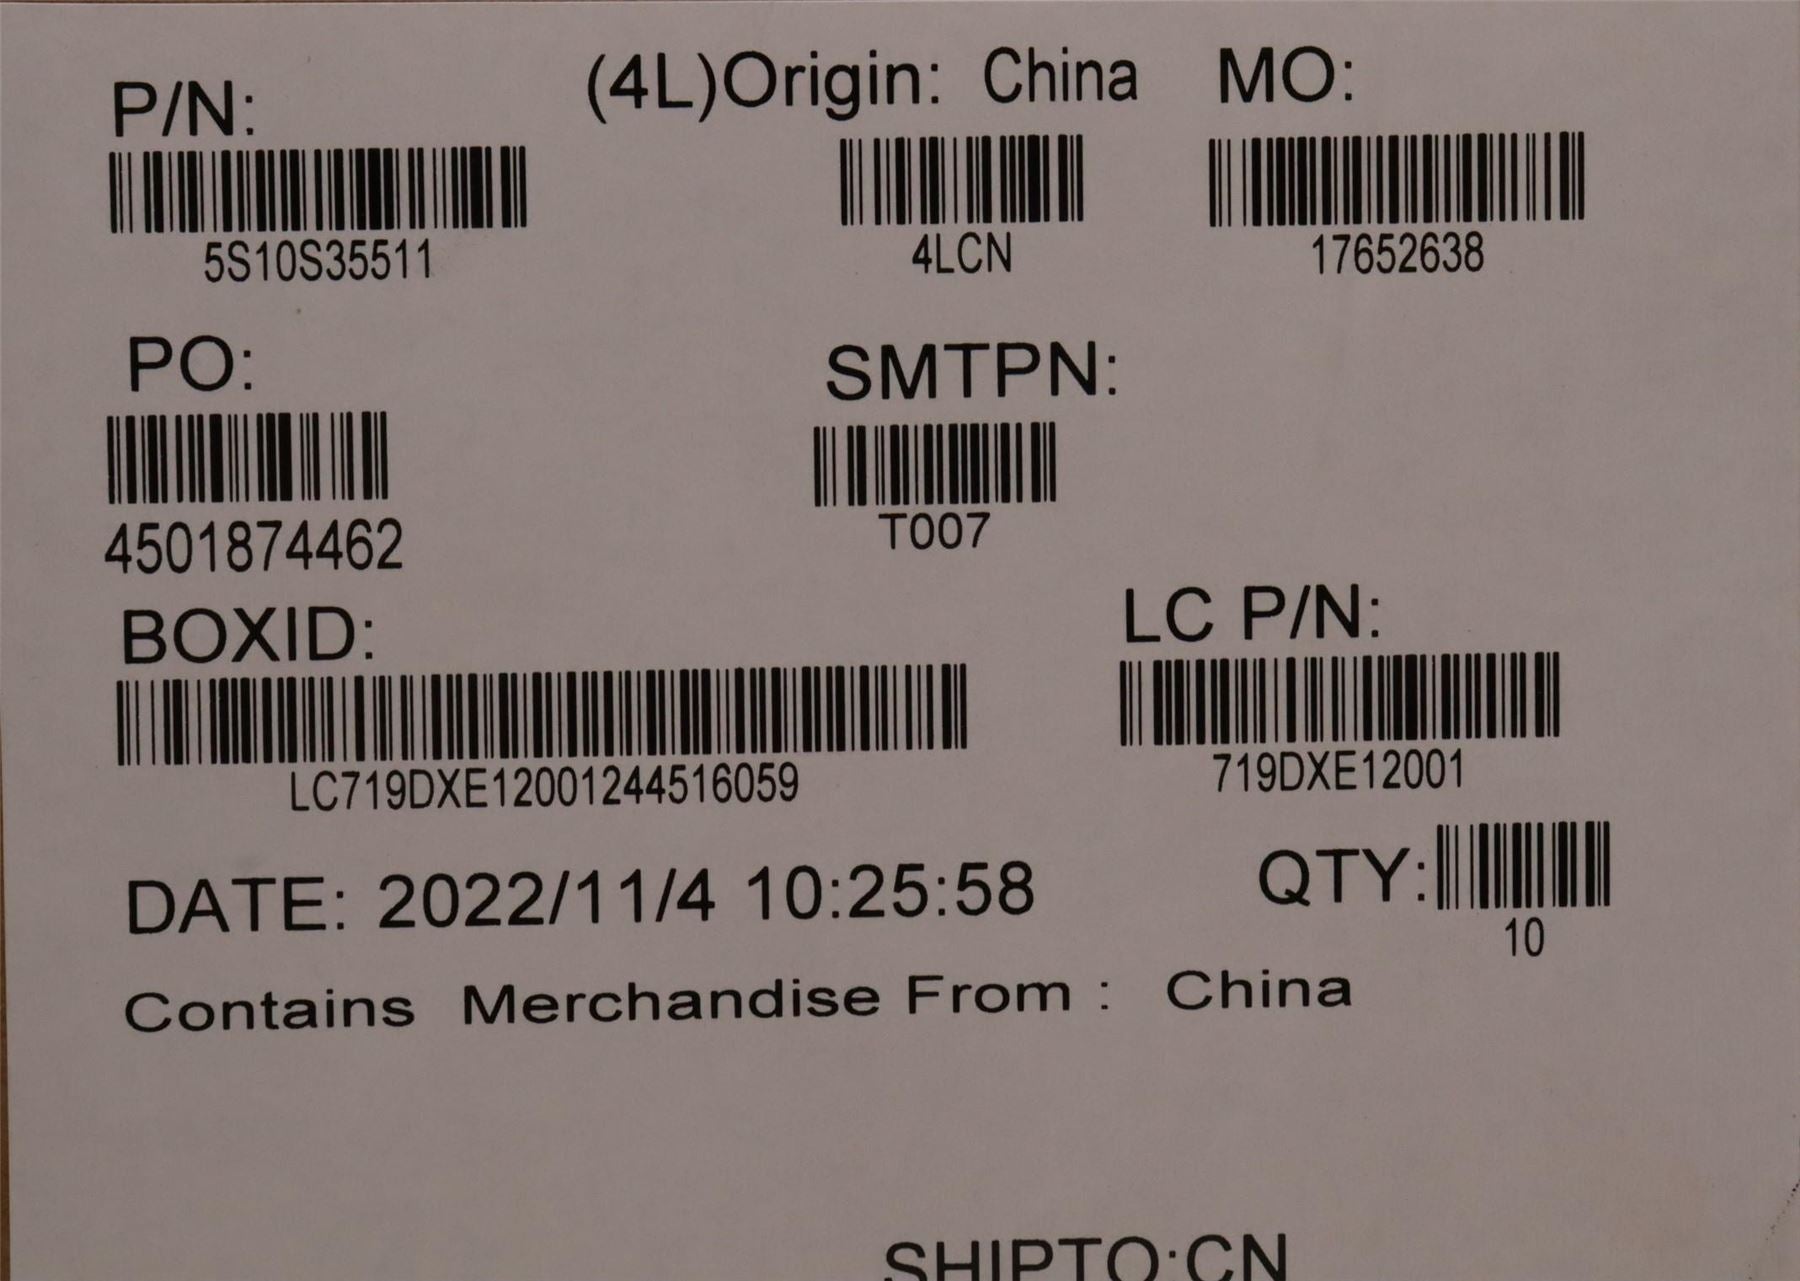 P/N: (4L)Origin: China MO:
5S10S35511 4LCN 17652638
PO: SMTPN:
4501874462 T007
BOXID: LC P/N:
LC719DXE12001244516059 719DXE12001
DATE: 2022/11/4 10:25:58 QTY:
10
Contains Merchandise From : China
SHIPTO:CN